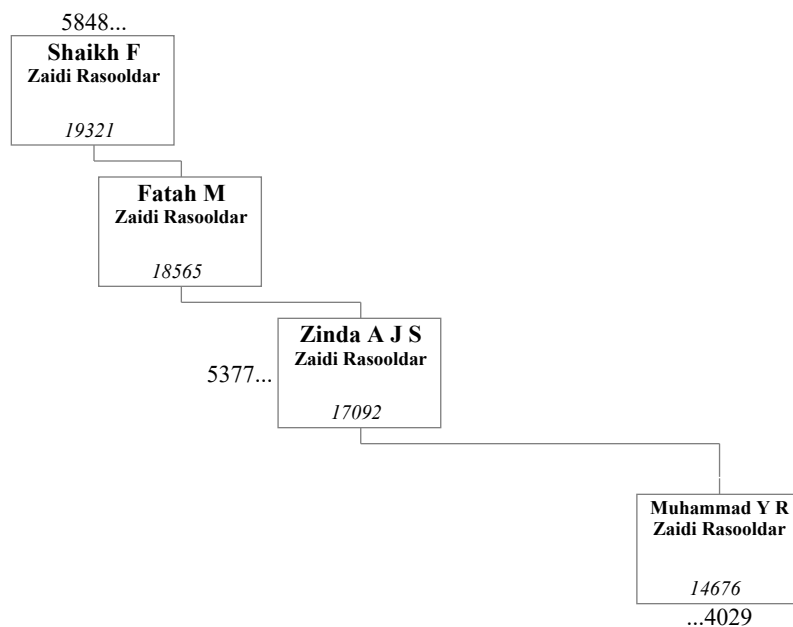 5848...
Shaikh F
Zaidi Rasooldar
19321
Fatah M
Zaidi Rasooldar
18565
Zinda A J S
Zaidi Rasooldar
5377...
17092
Muhammad Y R
Zaidi Rasooldar
14676
...4029